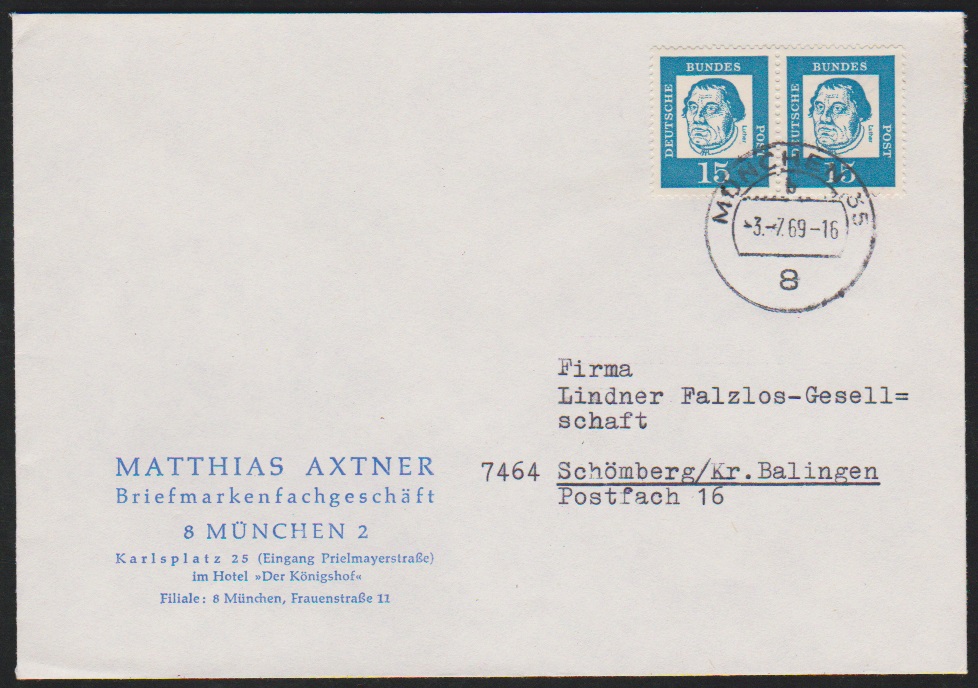 BUNDES
DEUTSCHE
POST
Luther
15
BUNDES
DEUTSCHE
POST
Luther
15
MÜNCHEN 35
b
-3.-7.69-16
8
Firma
Lindner Falzlos-Gesell=
schaft
7464 Schömberg/Kr.Balingen
Postfach 16
MATTHIAS AXTNER
Briefmarkenfachgeschäft
8 MÜNCHEN 2
Karlsplatz 25 (Eingang Prielmayerstraße)
im Hotel »Der Königshof«
Filiale: 8 München, Frauenstraße 11